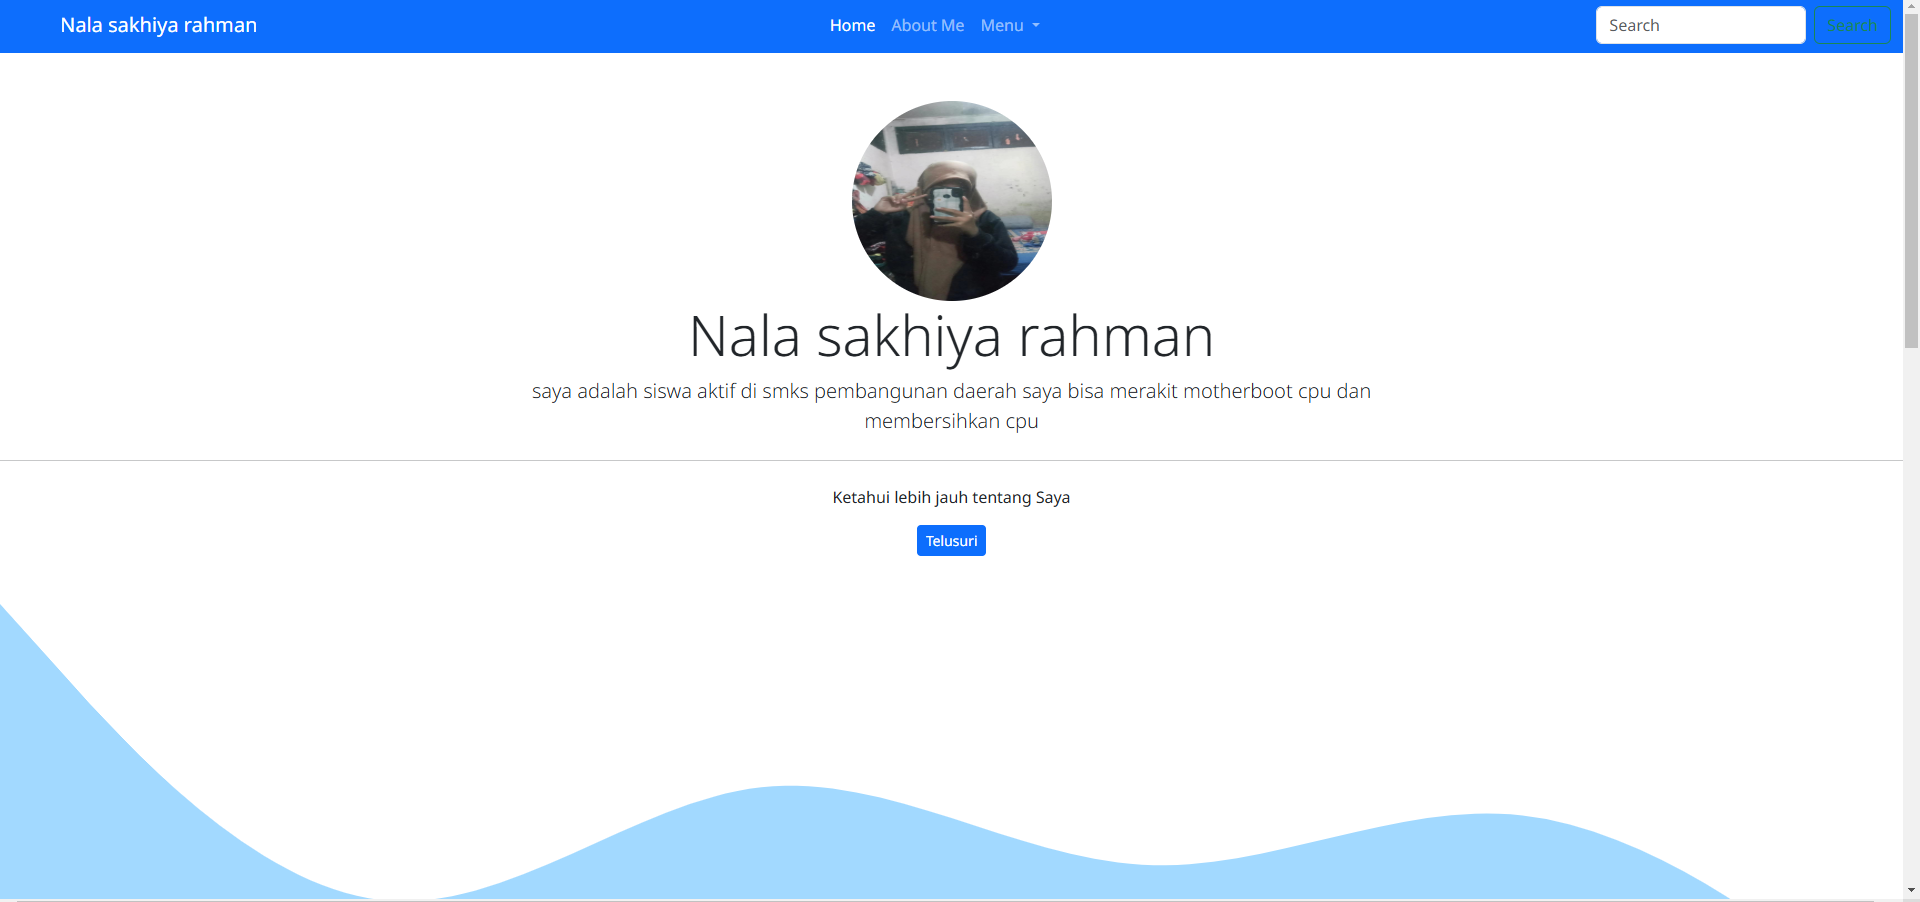 Nala sakhiya rahman
Home About Me Menu
Search Search
Nala sakhiya rahman
saya adalah siswa aktif di smks pembangunan daerah saya bisa merakit motherboot cpu dan
membersihkan cpu
Ketahui lebih jauh tentang Saya
Telusuri